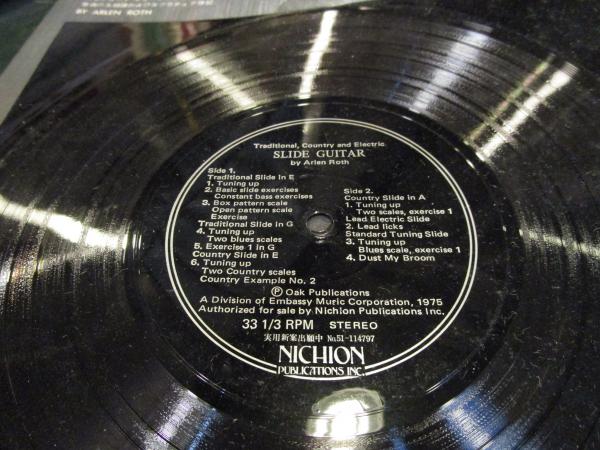 BY ARLEN ROTH
Traditional, Country and Electric
SLIDE GUITAR
by Arlen Roth
Side 1.
Traditional Slide in E
1. Tuning up
2. Basic slide exercises
Constant bass exercises
3. Box pattern scale
Open pattern scale
Exercise
Traditional Slide in G
4. Tuning up
Two blues scales
5. Exercise 1 in G
Country Slide in E
6. Tuning up
Two Country scales
Country Example No. 2
Side 2.
Country Slide in A
1. Tuning up
Two scales, exercise 1
Lead Electric Slide
2. Lead licks
Standard Tuning Slide
3. Tuning up
Blues scale, exercise 1
4. Dust My Broom
Ⓟ Oak Publications
A Division of Embassy Muric Corporation, 1975
Authorized for sale by Nichion Publications Inc.
33 1/3 RPM STEREO
実用新案出願中 No.51-114797
NICHION
PUBLICATIONS INC.